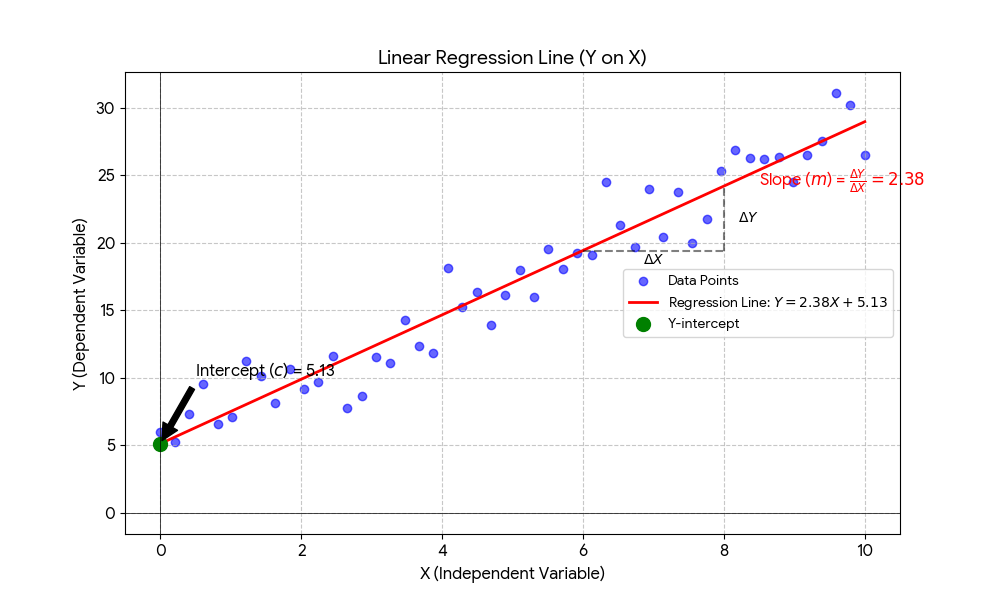 Linear Regression Line (Y on X)
Y (Dependent Variable)
30
25
20
15
10
5
0
Slope (m) = ΔY/ΔX = 2.38
ΔY
ΔX
Data Points
Regression Line: Y = 2.38X + 5.13
Y-intercept
Intercept (c) = 5.13
0 2 4 6 8 10
X (Independent Variable)